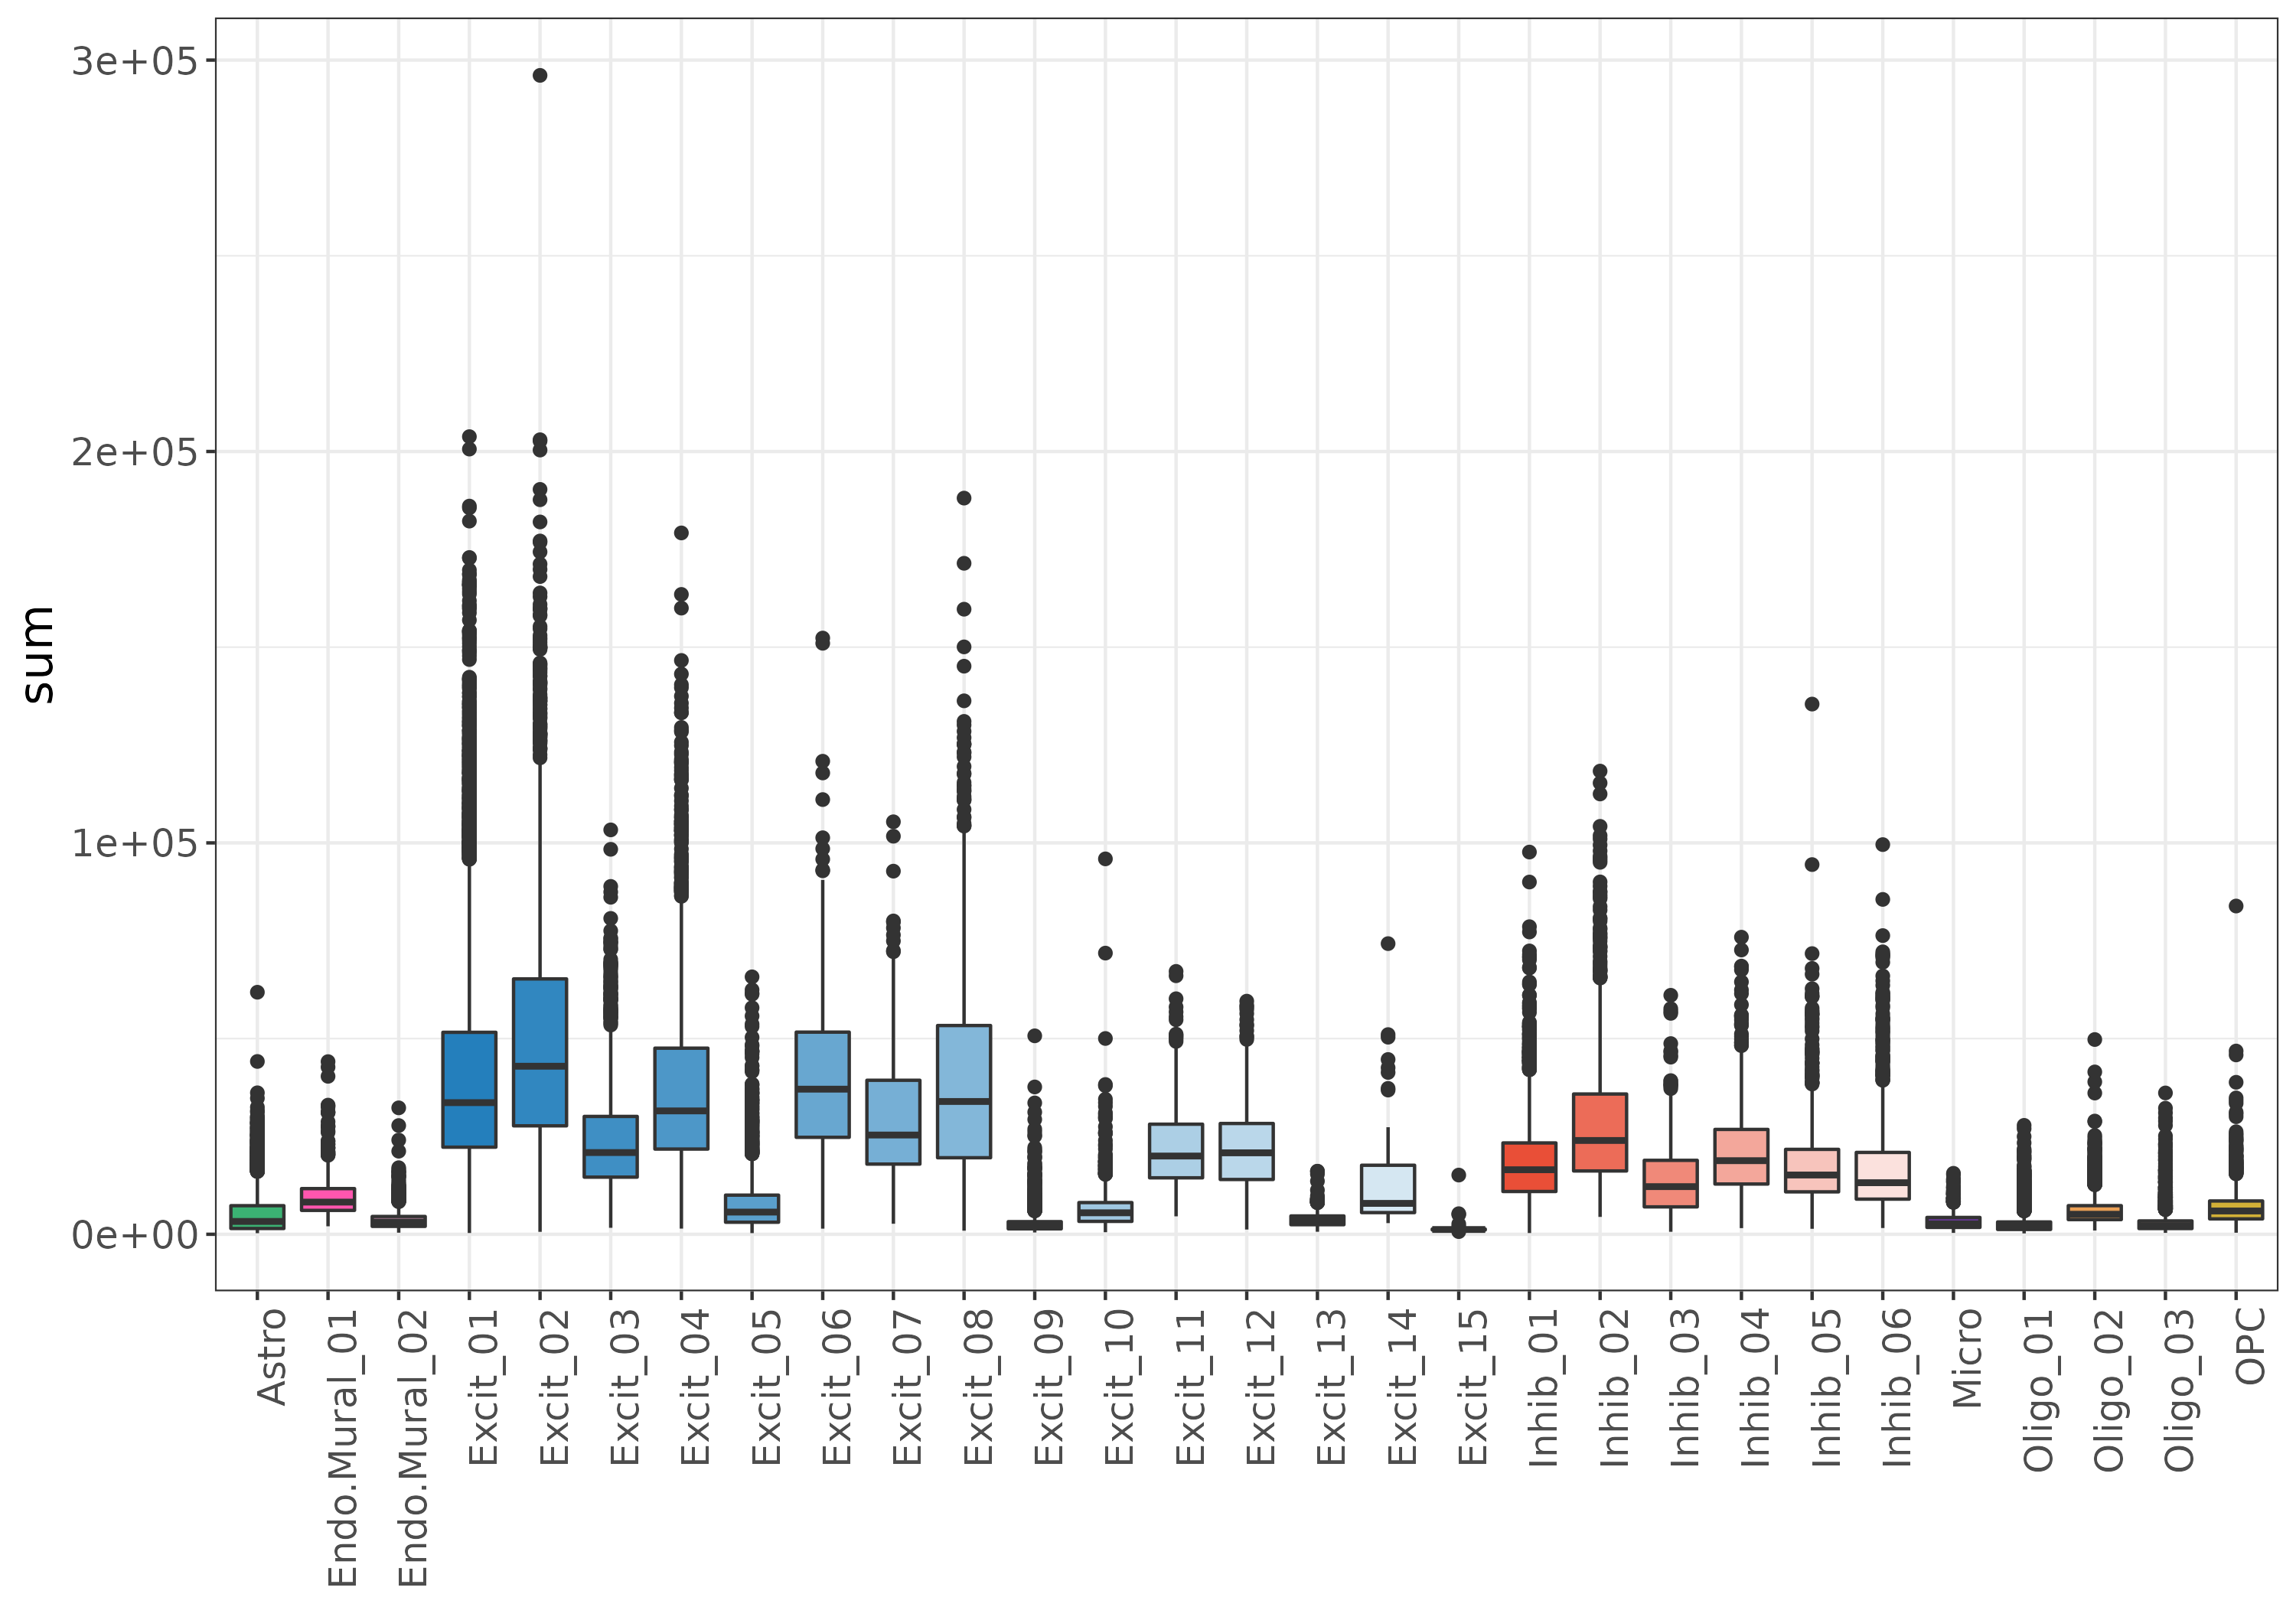 3e+05
2e+05
1e+05
0e+00
sum
Astro
Endo.Mural_01
Endo.Mural_02
Excit_01
Excit_02
Excit_03
Excit_04
Excit_05
Excit_06
Excit_07
Excit_08
Excit_09
Excit_10
Excit_11
Excit_12
Excit_13
Excit_14
Excit_15
Inhib_01
Inhib_02
Inhib_03
Inhib_04
Inhib_05
Inhib_06
Micro
Oligo_01
Oligo_02
Oligo_03
OPC